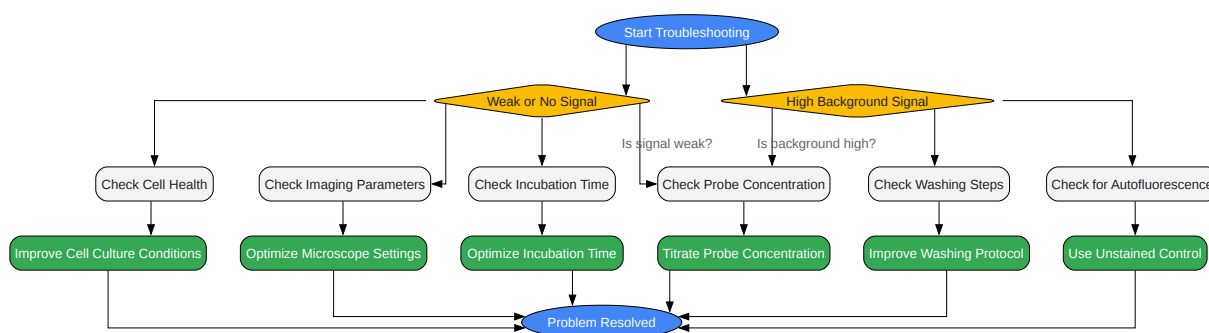 Start Troubleshooting
Weak or No Signal
High Background Signal
Is signal weak?
Is background high?
Check Cell Health
Check Imaging Parameters
Check Incubation Time
Check Probe Concentration
Check Washing Steps
Check for Autofluorescence
Improve Cell Culture Conditions
Optimize Microscope Settings
Optimize Incubation Time
Titrate Probe Concentration
Improve Washing Protocol
Use Unstained Control
Problem Resolved